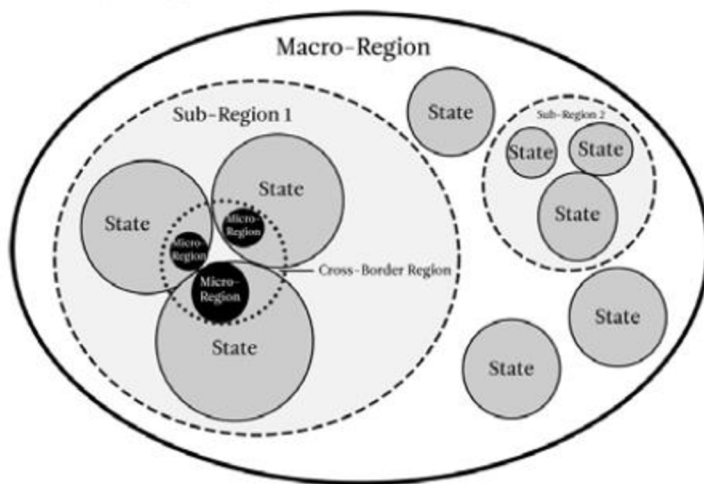 Macro-Region
Sub-Region 1
State
Sub-Region 2
State
State
State
State
State
Micro-
Region
Micro-
Region
Cross-Border Region
Micro-
Region
State
State
State